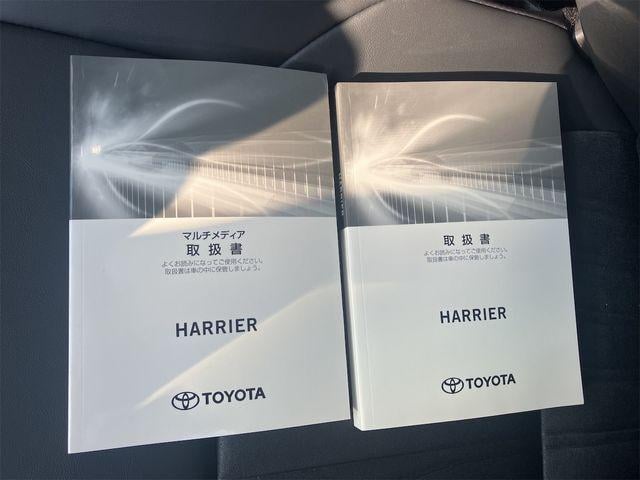 マルチメディア
取扱書
よくお読みになってご使用ください。
取扱書は車の中に保管しましょう。
HARRIER
TOYOTA
HARRIER
取扱書
よくお読みになってご使用ください。
取扱書は車の中に保管しましょう。
HARRIER
TOYOTA